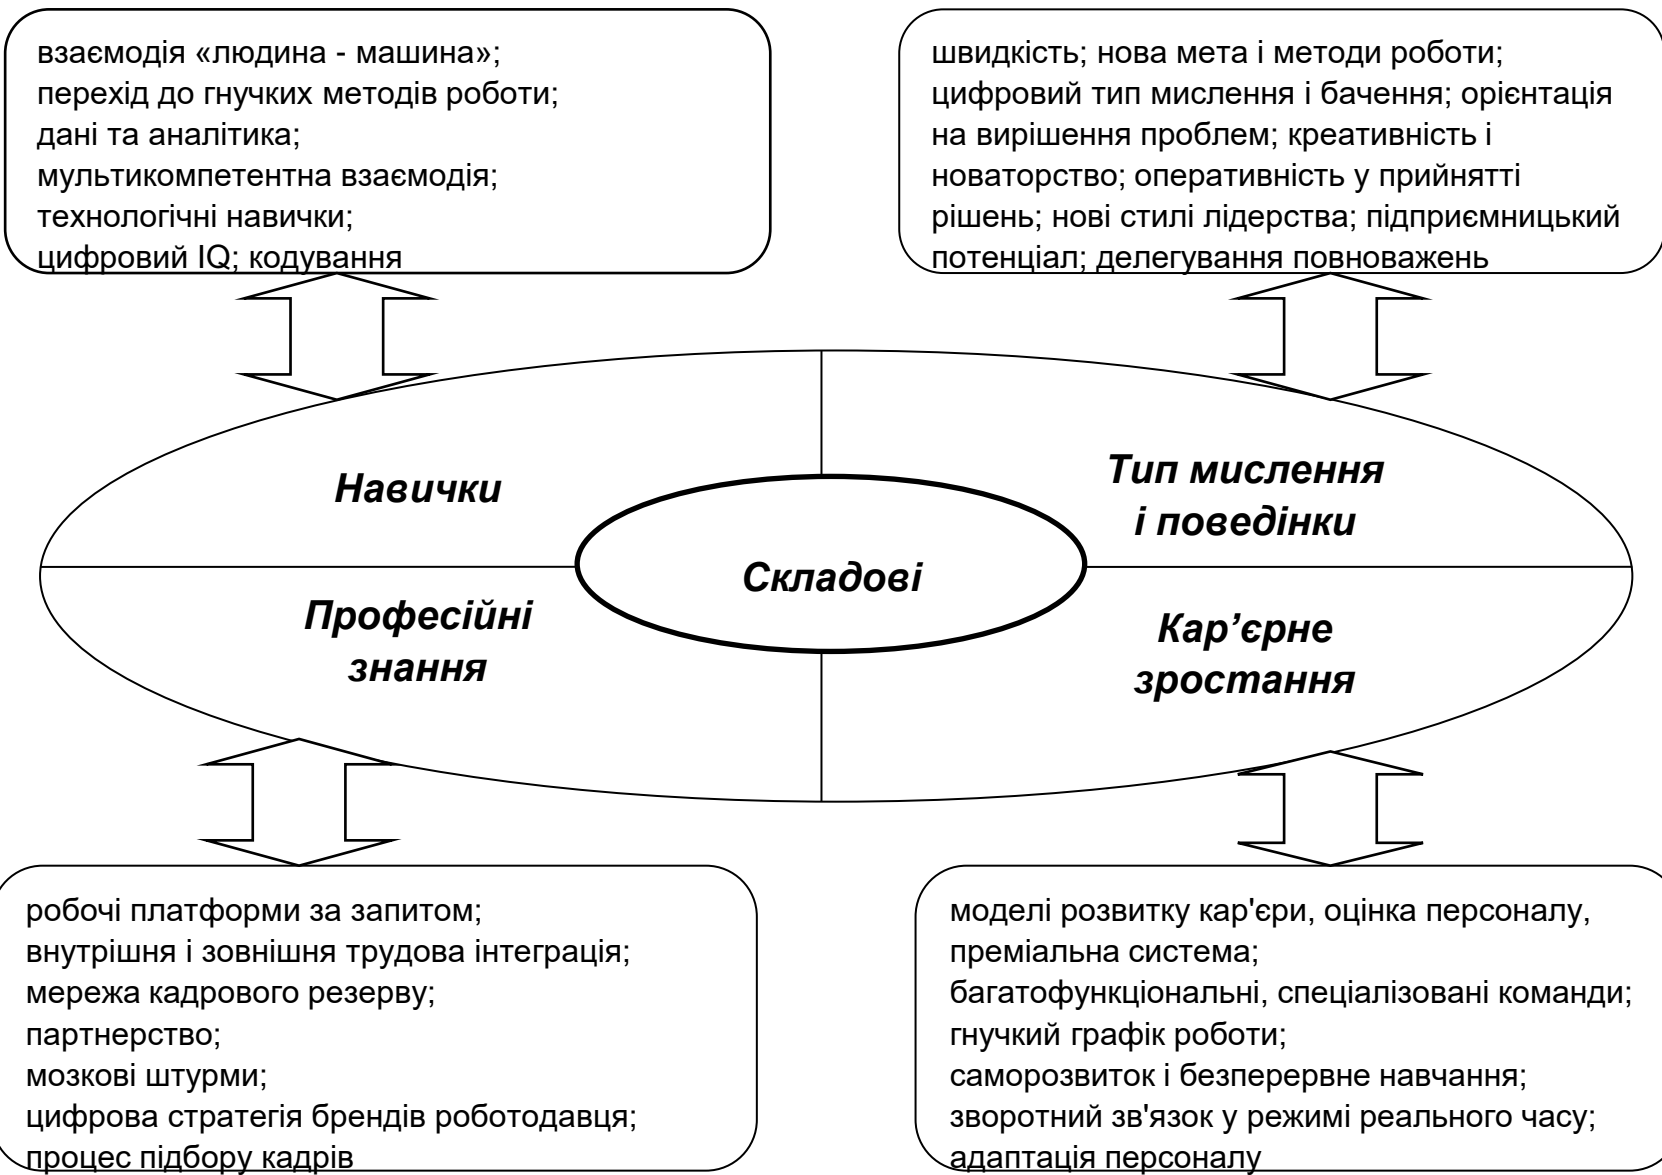 взаємодія «людина - машина»;
перехід до гнучких методів роботи;
дані та аналітика;
мультикомпетентна взаємодія;
технологічні навички;
цифровий IQ; кодування
швидкість; нова мета і методи роботи;
цифровий тип мислення і бачення; орієнтація
на вирішення проблем; креативність і
новаторство; оперативність у прийнятті
рішень; нові стилі лідерства; підприємницький
потенціал; делегування повноважень
Навички
Тип мислення
і поведінки
Складові
Професійні
знання
Кар’єрне
зростання
робочі платформи за запитом;
внутрішня і зовнішня трудова інтеграція;
мережа кадрового резерву;
партнерство;
мозкові штурми;
цифрова стратегія брендів роботодавця;
процес підбору кадрів
моделі розвитку кар'єри, оцінка персоналу,
преміальна система;
багатофункціональні, спеціалізовані команди;
гнучкий графік роботи;
саморозвиток і безперервне навчання;
зворотний зв'язок у режимі реального часу;
адаптація персоналу